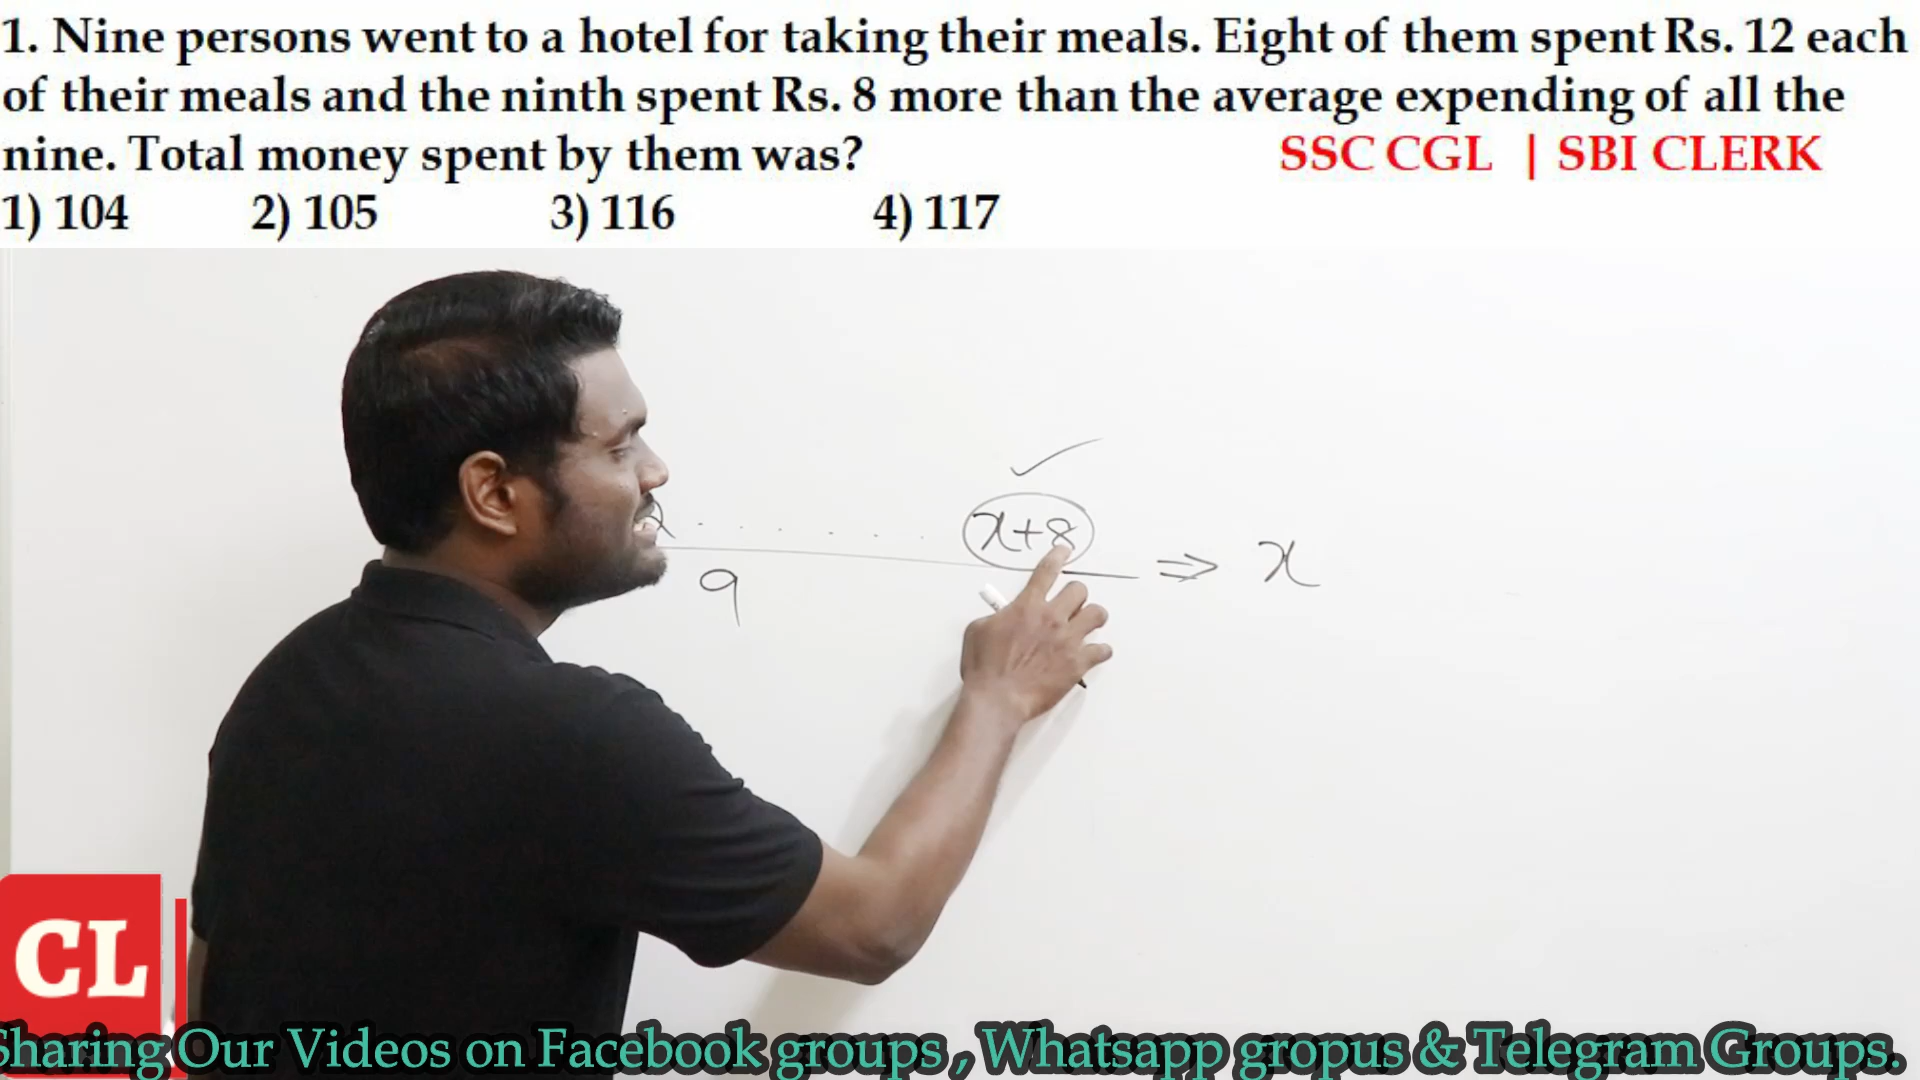 1. Nine persons went to a hotel for taking their meals. Eight of them spent Rs. 12 each
of their meals and the ninth spent Rs. 8 more than the average expending of all the
nine. Total money spent by them was?
SSC CGL | SBI CLERK
1) 104 2) 105 3) 116 4) 117
. . . . . . x+8
⇒ x
9
CL
Sharing Our Videos on Facebook groups , Whatsapp gropus & Telegram Groups.